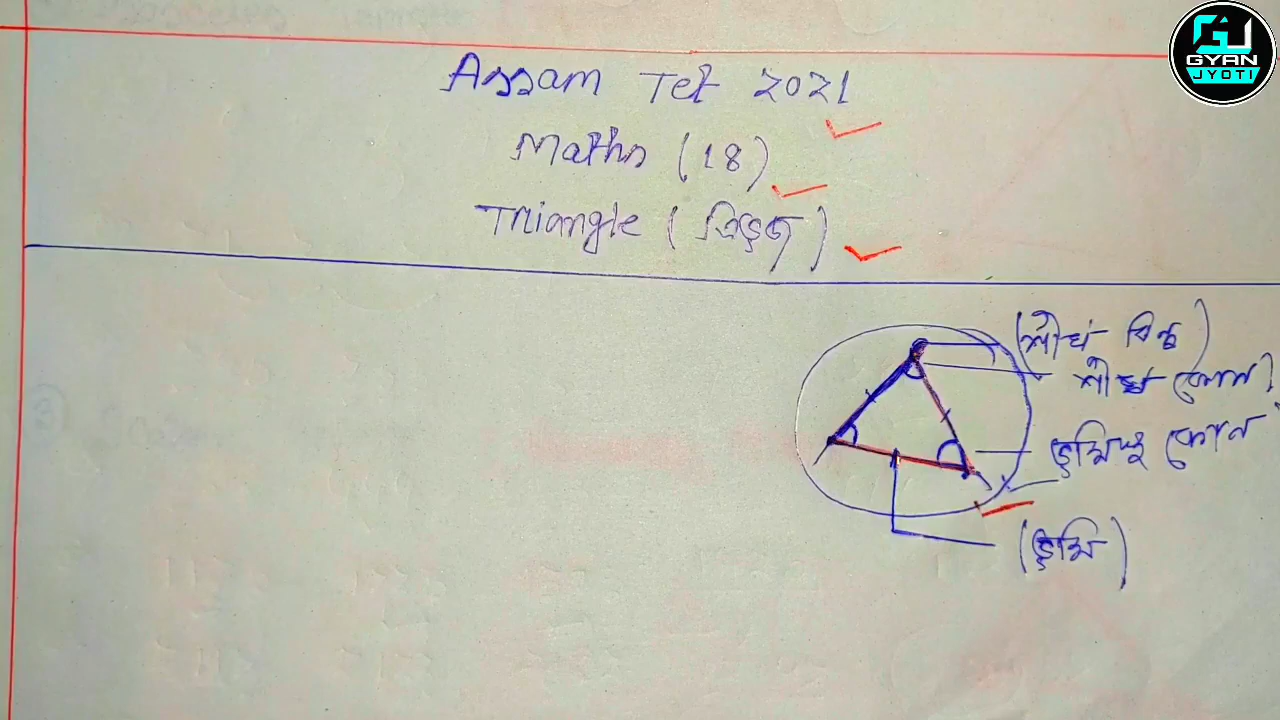 GYAN
JYOTI
Assam Tet 2021
Maths (18)
Triangle (ত্ৰিভুজ)
(শীৰ্ষ বিন্দু)
শীৰ্ষ কোণ
ভূমিস্থ কোন
(ভূমি)